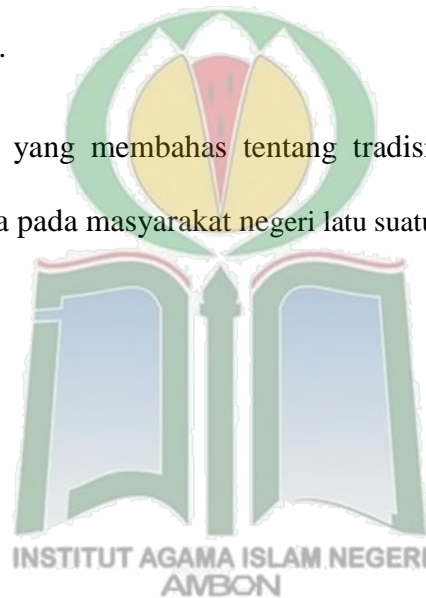 .
yang membahas tentang tradisi
a pada masyarakat negeri latu suatu
INSTITUT AGAMA ISLAM NEGERI
AMBON